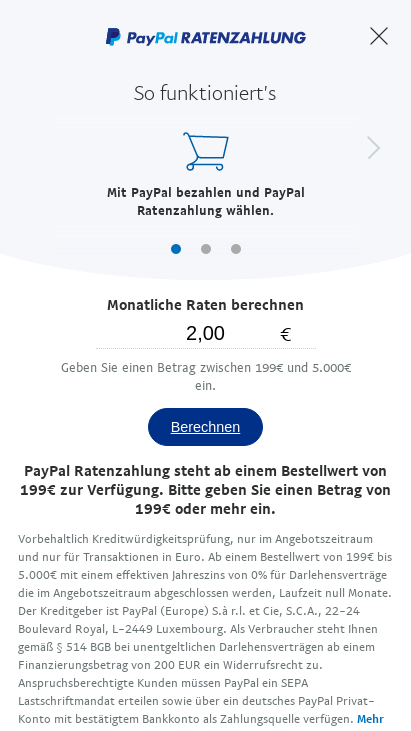 PayPal RATENZAHLUNG
So funktioniert's
Mit PayPal bezahlen und PayPal
Ratenzahlung wählen.
Monatliche Raten berechnen
2,00 €
Geben Sie einen Betrag zwischen 199€ und 5.000€
ein.
Berechnen
PayPal Ratenzahlung steht ab einem Bestellwert von
199€ zur Verfügung. Bitte geben Sie einen Betrag von
199€ oder mehr ein.
Vorbehaltlich Kreditwürdigkeitsprüfung, nur im Angebotszeitraum
und nur für Transaktionen in Euro. Ab einem Bestellwert von 199€ bis
5.000€ mit einem effektiven Jahreszins von 0% für Darlehensverträge
die im Angebotszeitraum abgeschlossen werden, Laufzeit null Monate.
Der Kreditgeber ist PayPal (Europe) S.à r.l. et Cie, S.C.A., 22-24
Boulevard Royal, L-2449 Luxembourg. Als Verbraucher steht Ihnen
gemäß § 514 BGB bei unentgeltlichen Darlehensverträgen ab einem
Finanzierungsbetrag von 200 EUR ein Widerrufsrecht zu.
Anspruchsberechtigte Kunden müssen PayPal ein SEPA
Lastschriftmandat erteilen sowie über ein deutsches PayPal Privat-
Konto mit bestätigtem Bankkonto als Zahlungsquelle verfügen. Mehr